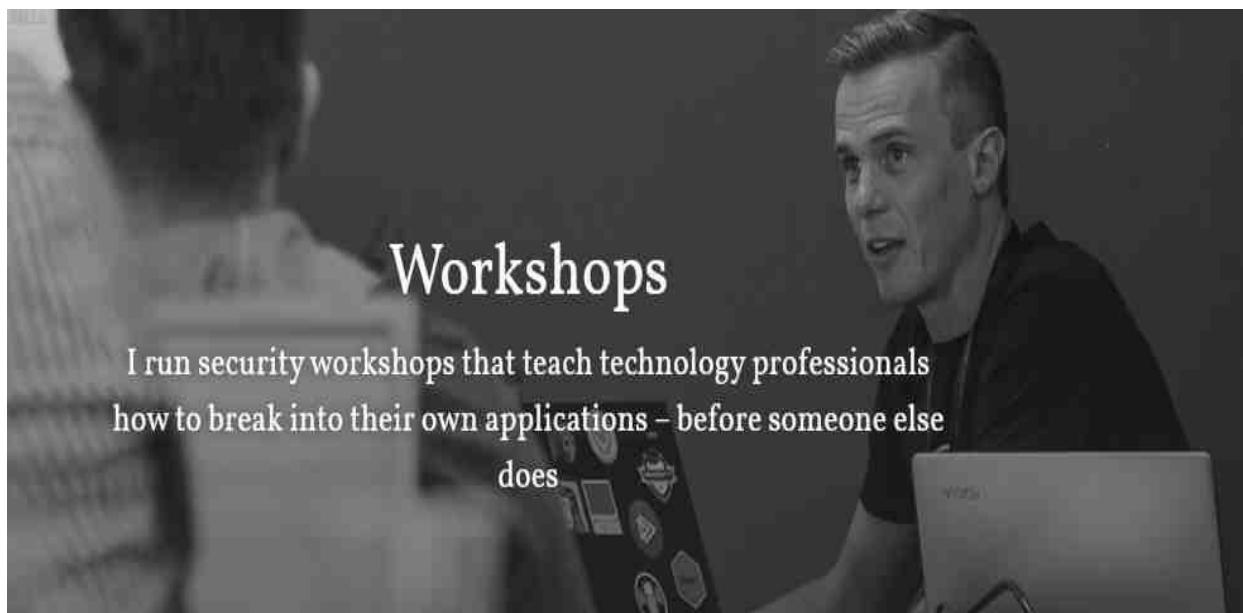 Workshops
I run security workshops that teach technology professionals
how to break into their own applications – before someone else
does